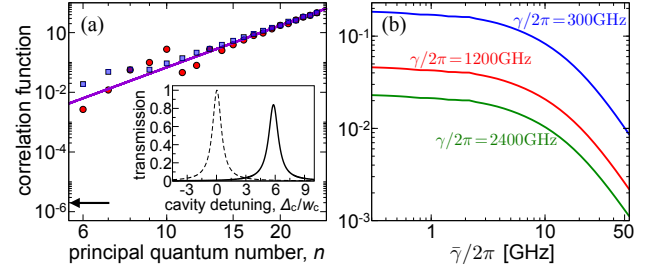 (a)
correlation function
10⁰
10⁻²
10⁻⁴
10⁻⁶
6 8 10 15 20
principal quantum number, n
transmission
1
0.8
0.6
0.4
0.2
0
-3 0 3 6 9
cavity detuning, Δc/wc
(b)
10⁻¹
10⁻²
10⁻³
γ/2π=300GHz
γ/2π=1200GHz
γ/2π=2400GHz
1 10 50
γ̄/2π [GHz]